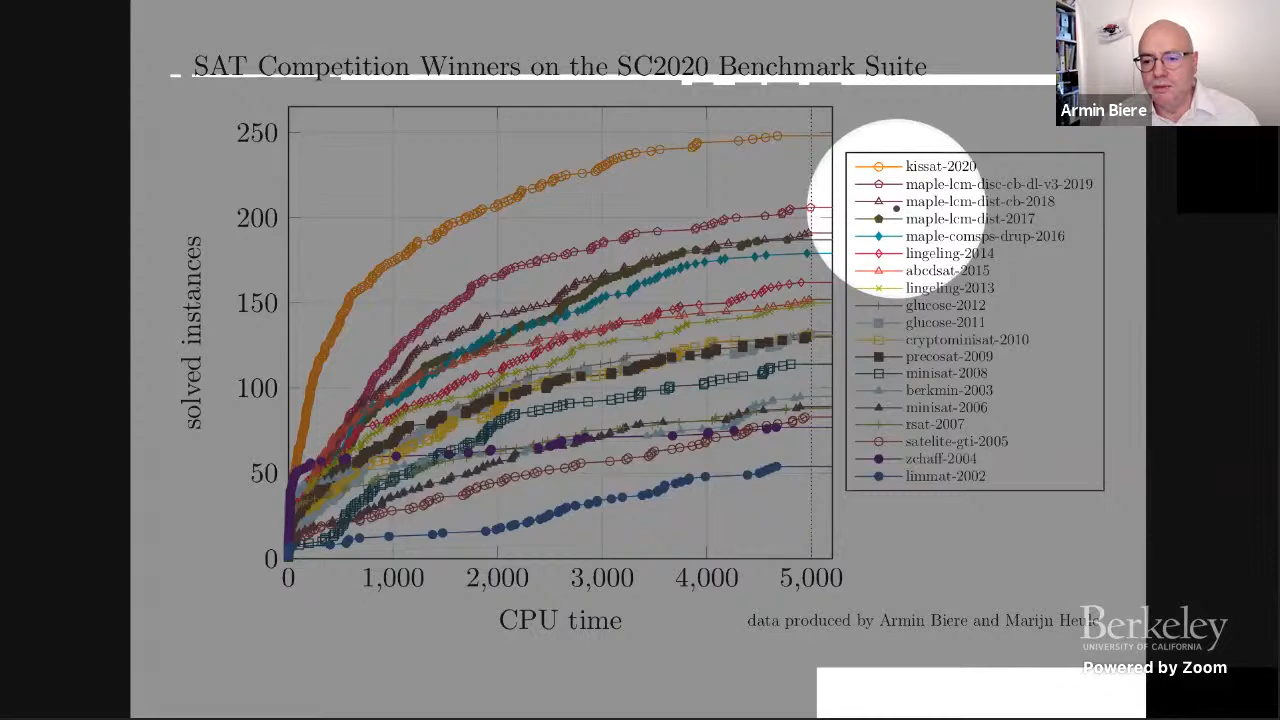 SAT Competition Winners on the SC2020 Benchmark Suite
Armin Biere
250
200
150
100
50
0
solved instances
0 1,000 2,000 3,000 4,000 5,000
CPU time
kissat-2020
maple-lcm-disc-cb-dl-v3-2019
maple-lcm-dist-cb-2018
maple-lcm-dist-2017
maple-comsps-drup-2016
lingeling-2014
abcdsat-2015
lingeling-2013
glucose-2012
glucose-2011
cryptominisat-2010
precosat-2009
minisat-2008
berkmin-2003
minisat-2006
rsat-2007
satelite-gti-2005
zchaff-2004
limmat-2002
data produced by Armin Biere and Marijn
Berkeley
UNIVERSITY OF CALIFORNIA
Powered by Zoom